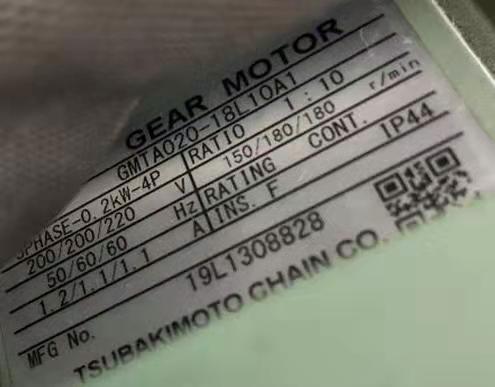 GEAR MOTOR
GMTA020-18L10A1
3PHASE-0.2kW-4P RATIO 1:10
200/200/220 V 150/180/180 r/min
50/60/60 Hz RATING CONT.
1.2/1.1/1.1 A INS. F IP44
MFG No. 19L1308828
TSUBAKIMOTO CHAIN CO.